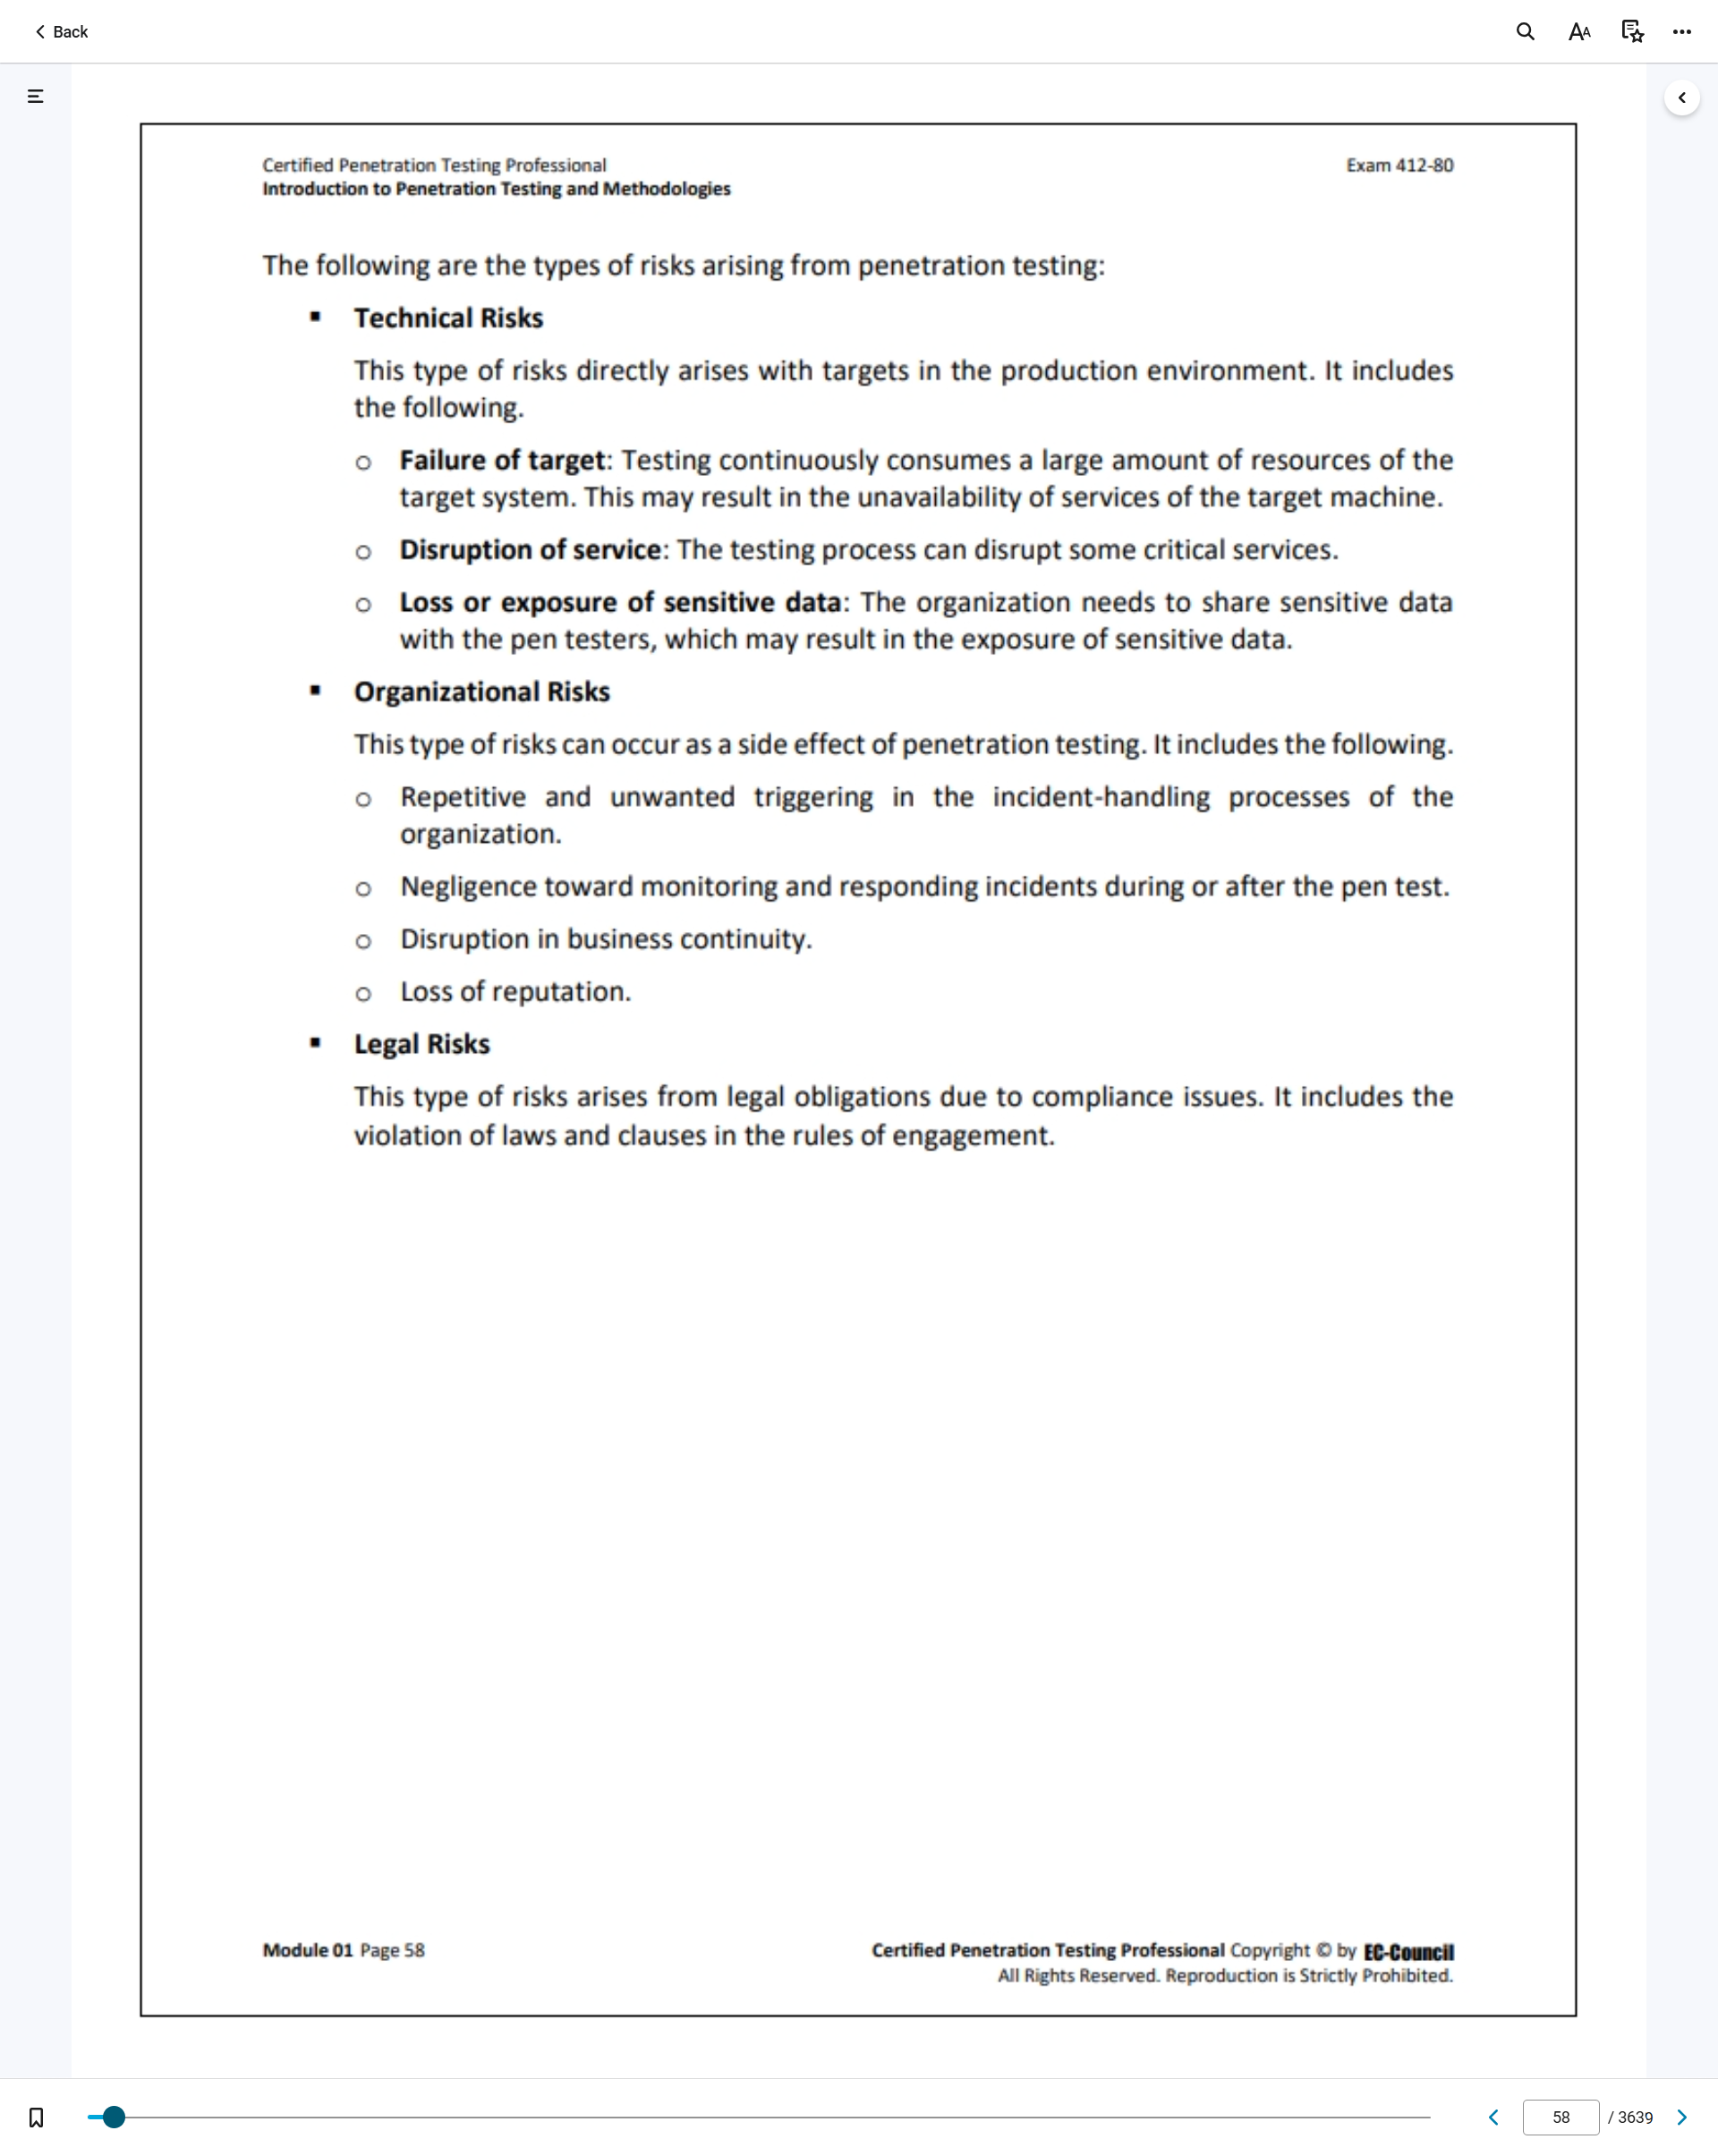 Back
Certified Penetration Testing Professional
Exam 412-80
Introduction to Penetration Testing and Methodologies
The following are the types of risks arising from penetration testing:
▪ Technical Risks
This type of risks directly arises with targets in the production environment. It includes
the following.
o Failure of target: Testing continuously consumes a large amount of resources of the
target system. This may result in the unavailability of services of the target machine.
o Disruption of service: The testing process can disrupt some critical services.
o Loss or exposure of sensitive data: The organization needs to share sensitive data
with the pen testers, which may result in the exposure of sensitive data.
▪ Organizational Risks
This type of risks can occur as a side effect of penetration testing. It includes the following.
o Repetitive and unwanted triggering in the incident-handling processes of the
organization.
o Negligence toward monitoring and responding incidents during or after the pen test.
o Disruption in business continuity.
o Loss of reputation.
▪ Legal Risks
This type of risks arises from legal obligations due to compliance issues. It includes the
violation of laws and clauses in the rules of engagement.
Module 01 Page 58
Certified Penetration Testing Professional Copyright © by EC-Council
All Rights Reserved. Reproduction is Strictly Prohibited.
58 / 3639